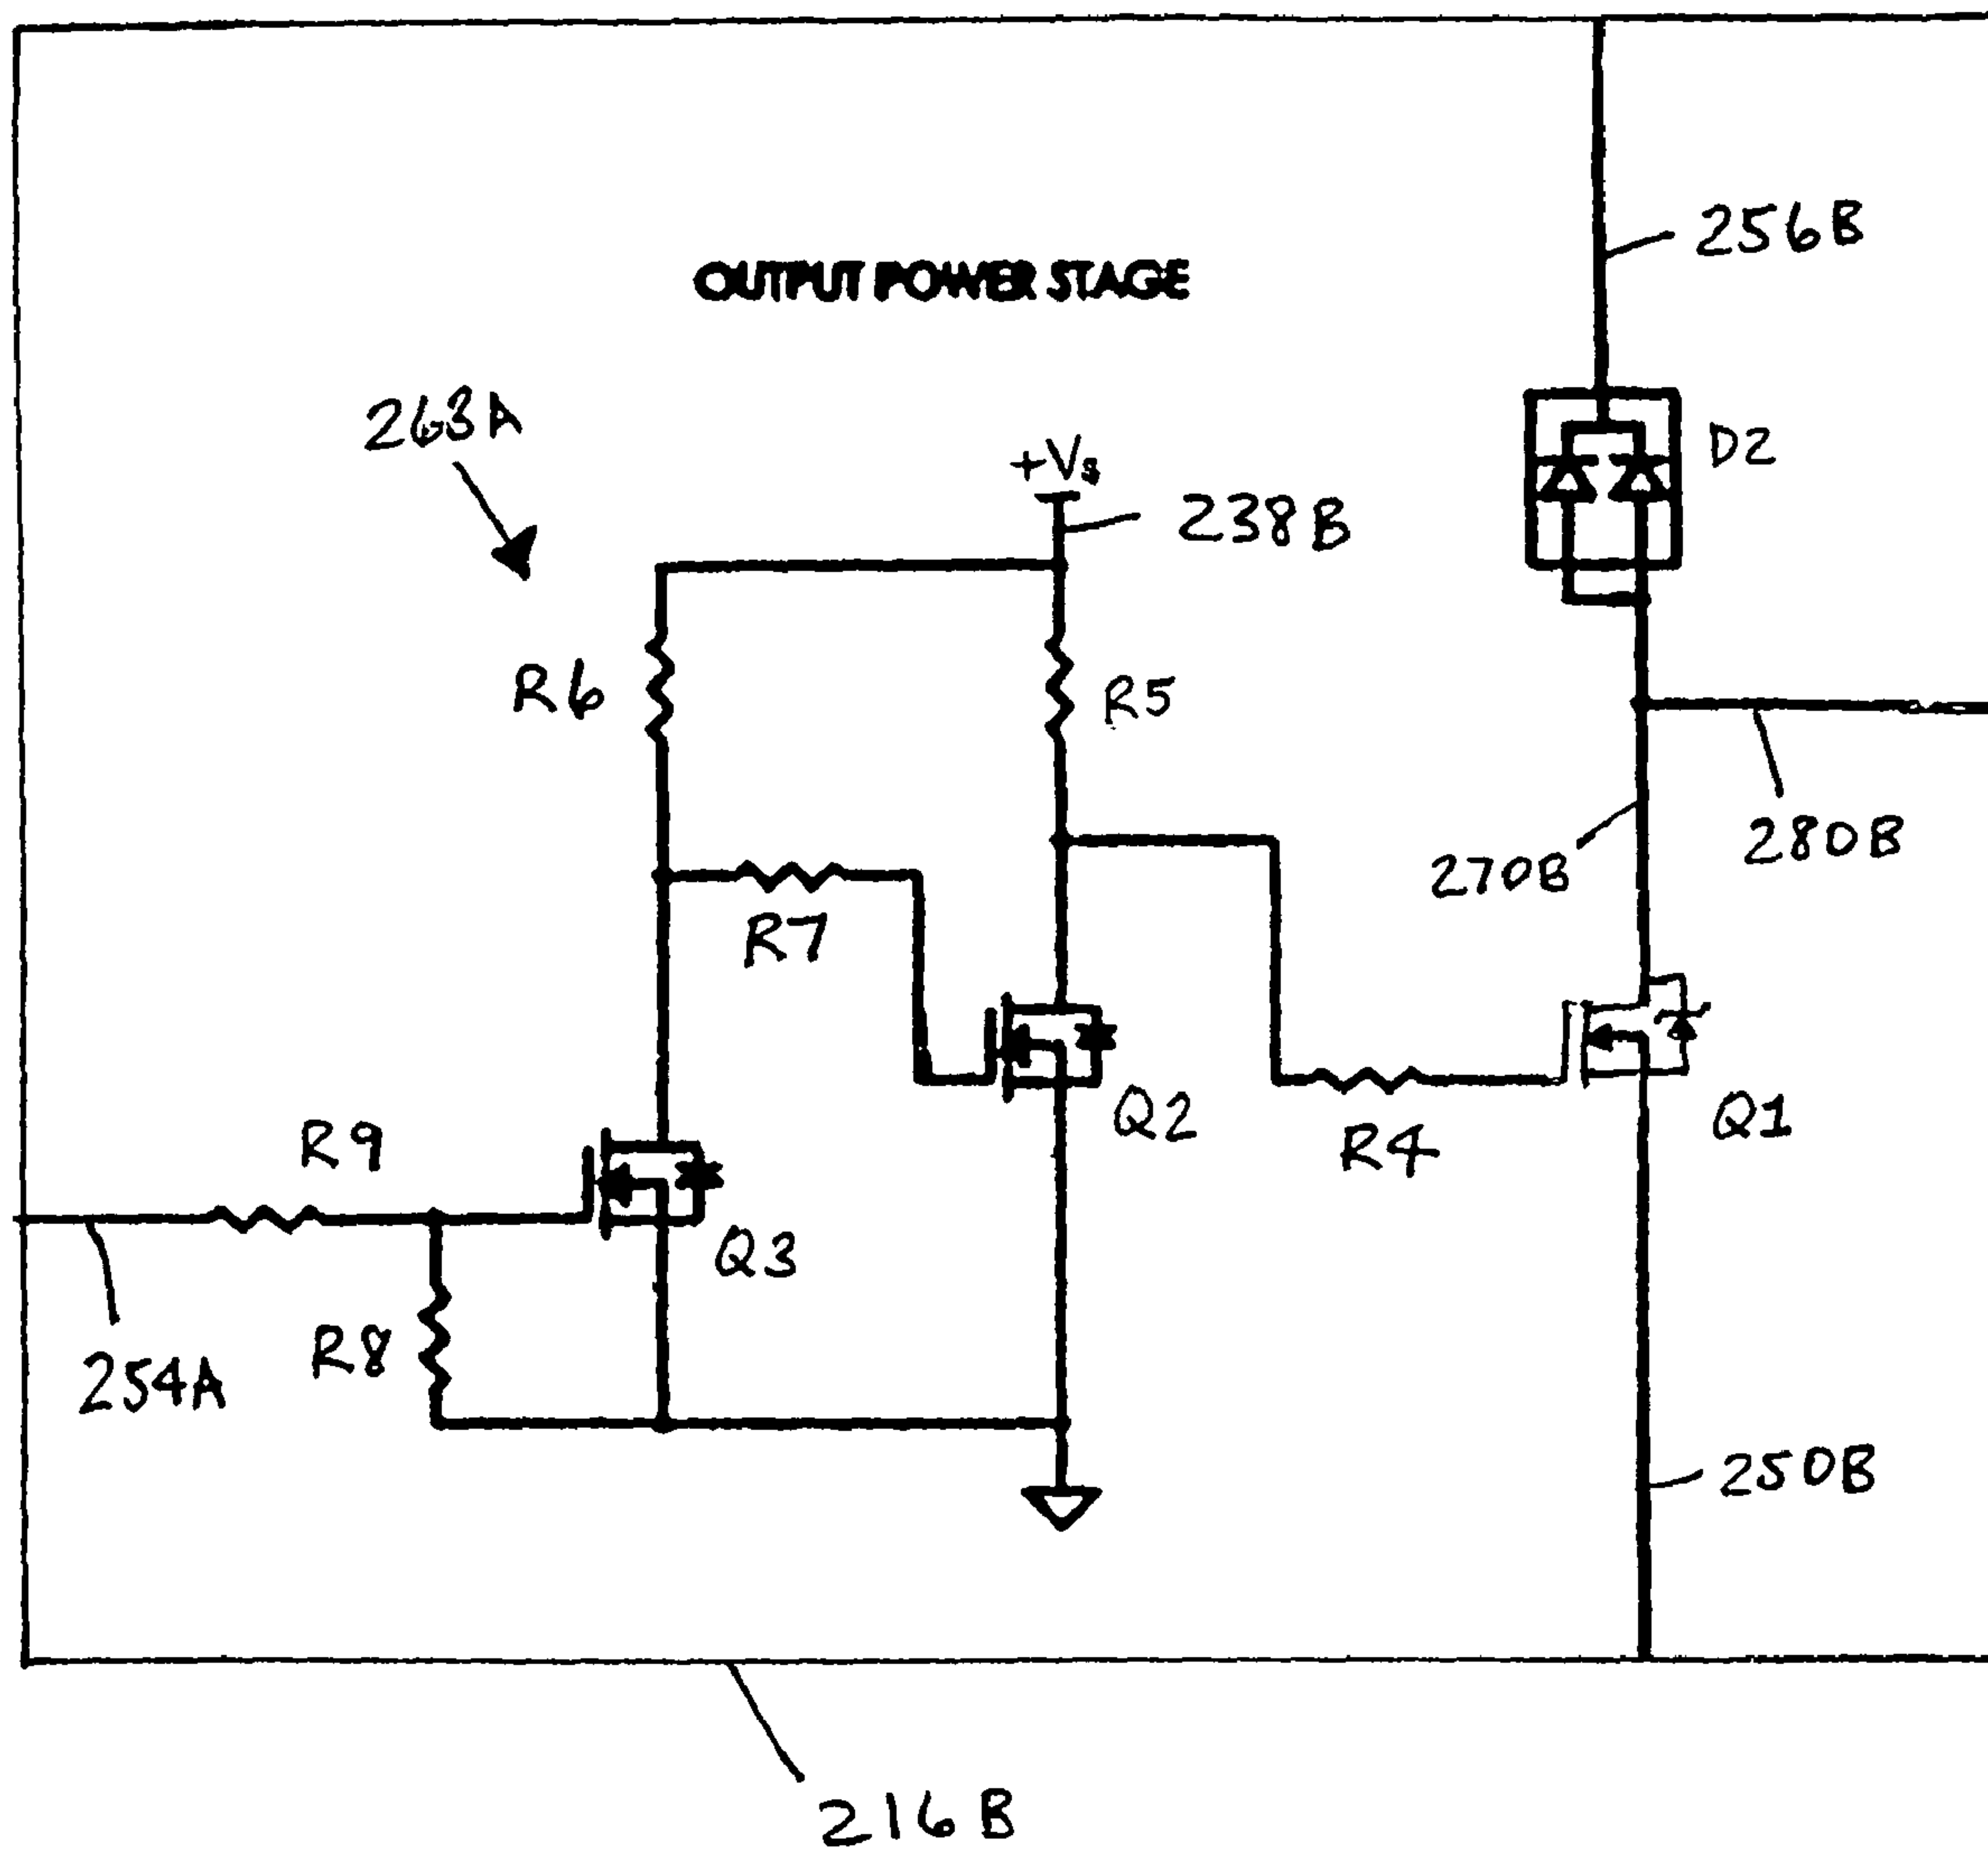 256B
OUTPUT POWER STAGE
263A
D2
+Vs
238B
R6
R5
280B
270B
R7
Q2
Q1
R9
R4
Q3
R8
254A
250B
216B